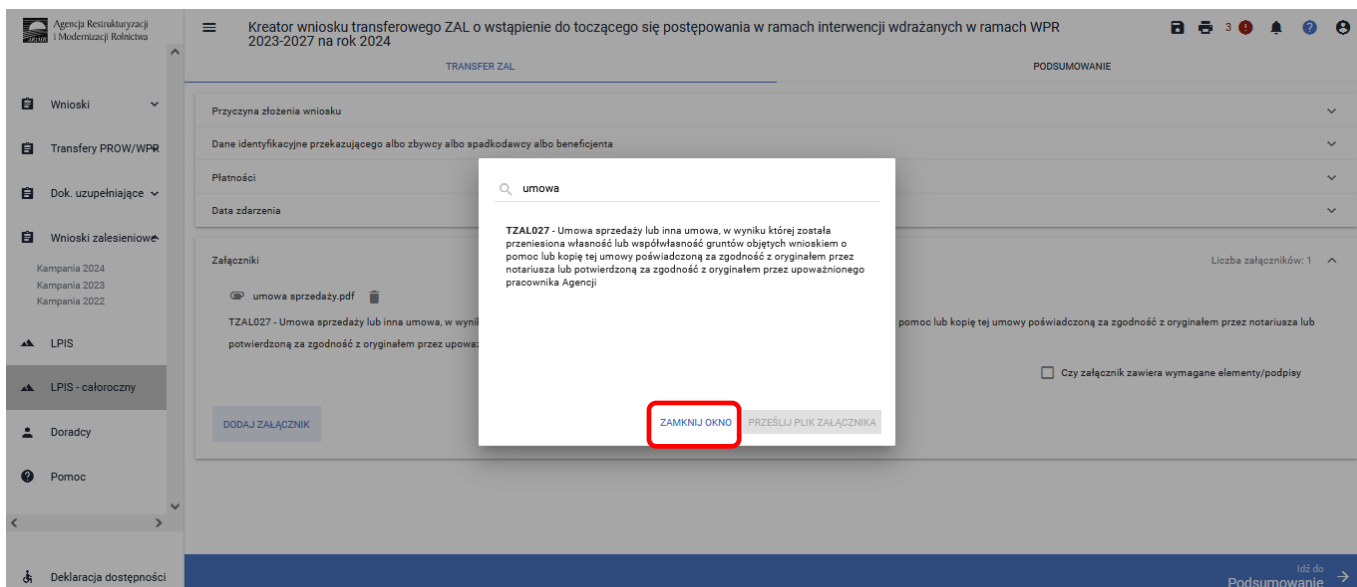 Agencja Restrukturyzacji
i Modernizacji Rolnictwa
Kreator wniosku transferowego ZAL o wstąpienie do toczącego się postępowania w ramach interwencji wdrażanych w ramach WPR
2023-2027 na rok 2024
3
TRANSFER ZAL
PODSUMOWANIE
Wnioski
Transfery PROW/WPR
Dok. uzupełniające
Wnioski zalesieniowe
Kampania 2024
Kampania 2023
Kampania 2022
LPIS
LPIS - całoroczny
Doradcy
Pomoc
Deklaracja dostępności
Przyczyna złożenia wniosku
Dane identyfikacyjne przekazującego albo zbywcy albo spadkodawcy albo beneficjenta
Płatności
Data zdarzenia
Załączniki
Liczba załączników: 1
umowa sprzedaży.pdf
TZAL027 - Umowa sprzedaży lub inna umowa, w wyni
pomoc lub kopię tej umowy poświadczoną za zgodność z oryginałem przez notariusza lub
potwierdzoną za zgodność z oryginałem przez upowa
Czy załącznik zawiera wymagane elementy/podpisy
DODAJ ZAŁĄCZNIK
umowa
TZAL027 - Umowa sprzedaży lub inna umowa, w wyniku której została
przeniesiona własność lub współwłasność gruntów objętych wnioskiem o
pomoc lub kopię tej umowy poświadczoną za zgodność z oryginałem przez
notariusza lub potwierdzoną za zgodność z oryginałem przez upoważnionego
pracownika Agencji
ZAMKNIJ OKNO
PRZEŚLIJ PLIK ZAŁĄCZNIKA
Idź do
Podsumowanie